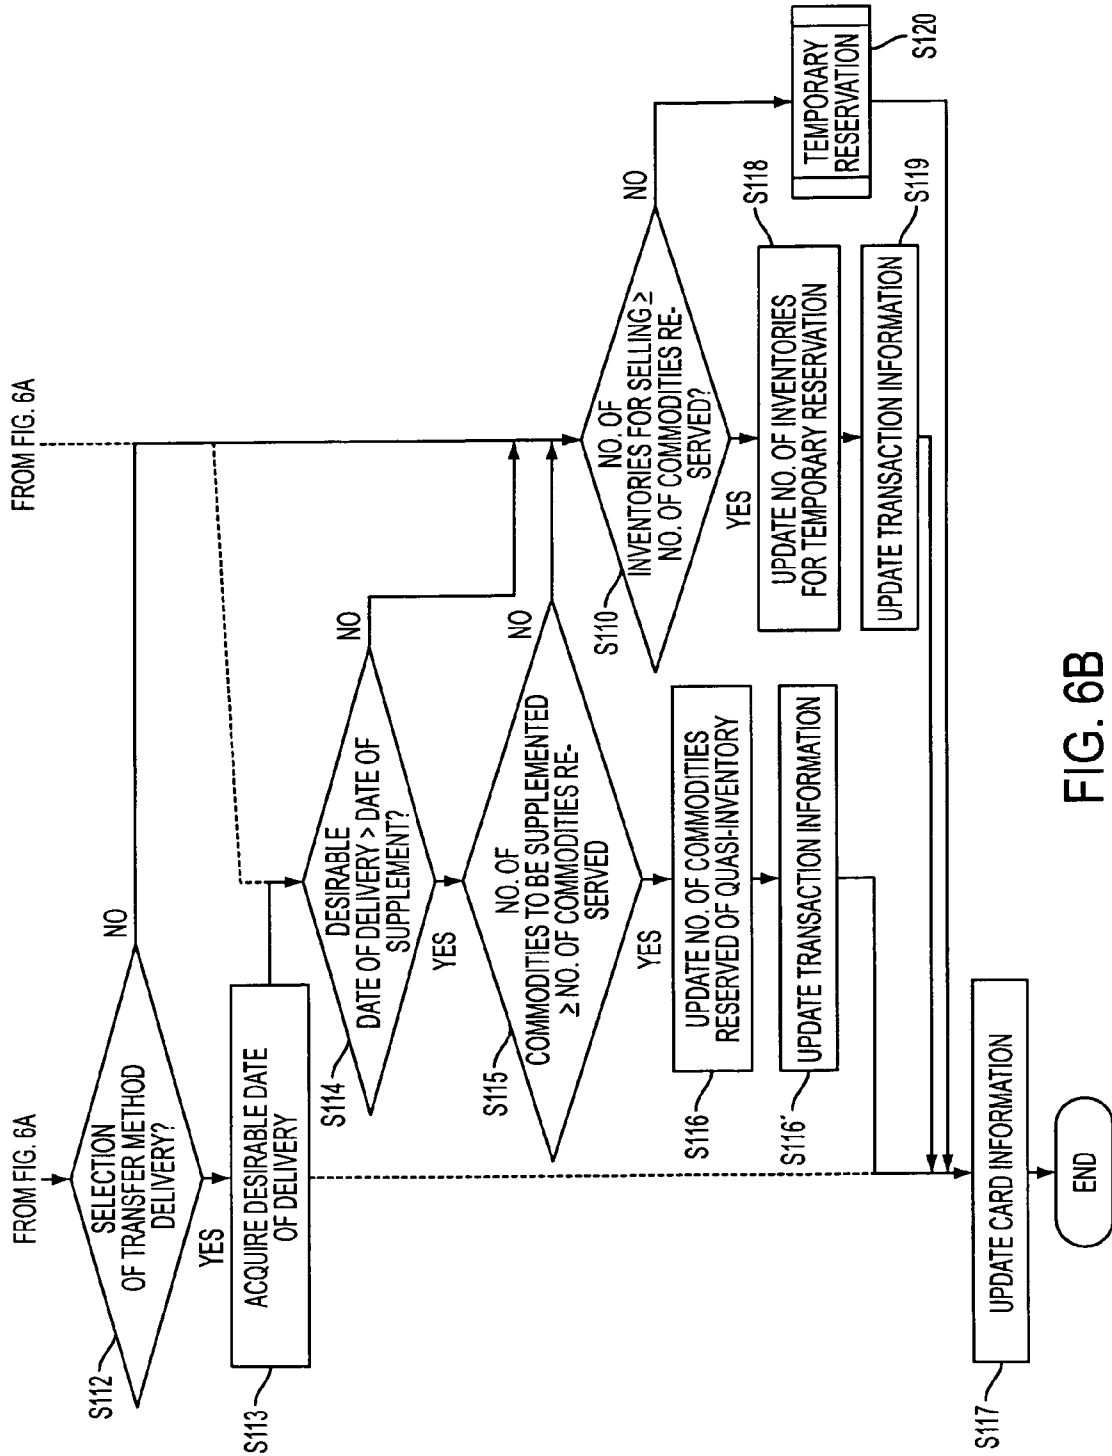 FROM FIG. 6A
SELECTION
OF TRANSFER METHOD
DELIVERY?
S112
NO
YES
ACQUIRE DESIRABLE DATE
OF DELIVERY
S113
FROM FIG. 6A
DESIRABLE
DATE OF DELIVERY > DATE OF
SUPPLEMENT?
S114
NO
YES
NO. OF
COMMODITIES TO BE SUPPLEMENTED
≥ NO. OF COMMODITIES RE-
SERVED
S115
NO
YES
UPDATE NO. OF COMMODITIES
RESERVED OF QUASI-INVENTORY
S116
UPDATE TRANSACTION INFORMATION
S116'
NO. OF
INVENTORIES FOR SELLING ≥
NO. OF COMMODITIES RE-
SERVED?
S110
NO
YES
UPDATE NO. OF INVENTORIES
FOR TEMPORARY RESERVATION
S118
UPDATE TRANSACTION INFORMATION
S119
TEMPORARY
RESERVATION
S120
UPDATE CARD INFORMATION
S117
END
FIG. 6B